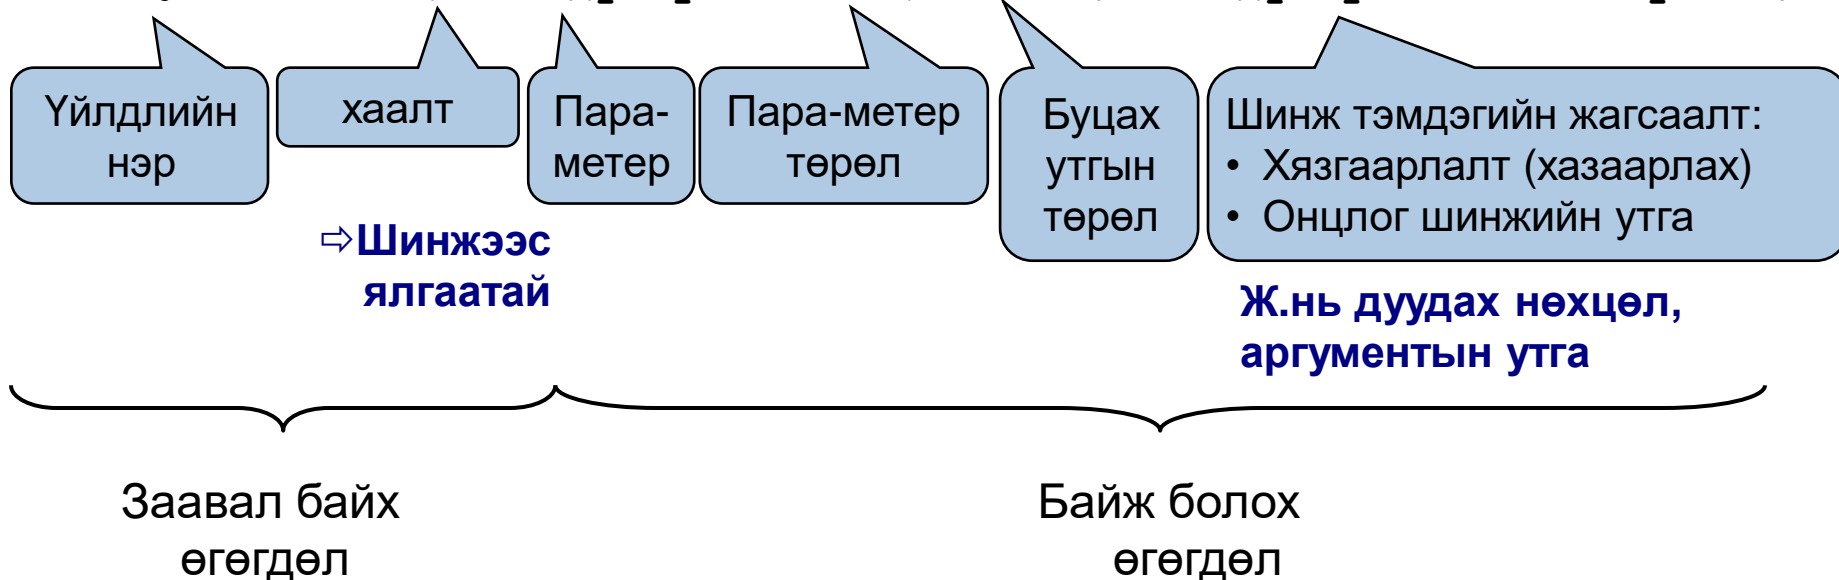 Үйлдлийн
нэр
хаалт
Пара-
метер
Пара-метер
төрөл
Буцах
утгын
төрөл
Шинж тэмдэгийн жагсаалт:
• Хязгаарлалт (хазаарлах)
• Онцлог шинжийн утга
⇨Шинжээс
ялгаатай
Ж.нь дуудах нөхцөл,
аргументын утга
Заавал байх
өгөгдөл
Байж болох
өгөгдөл